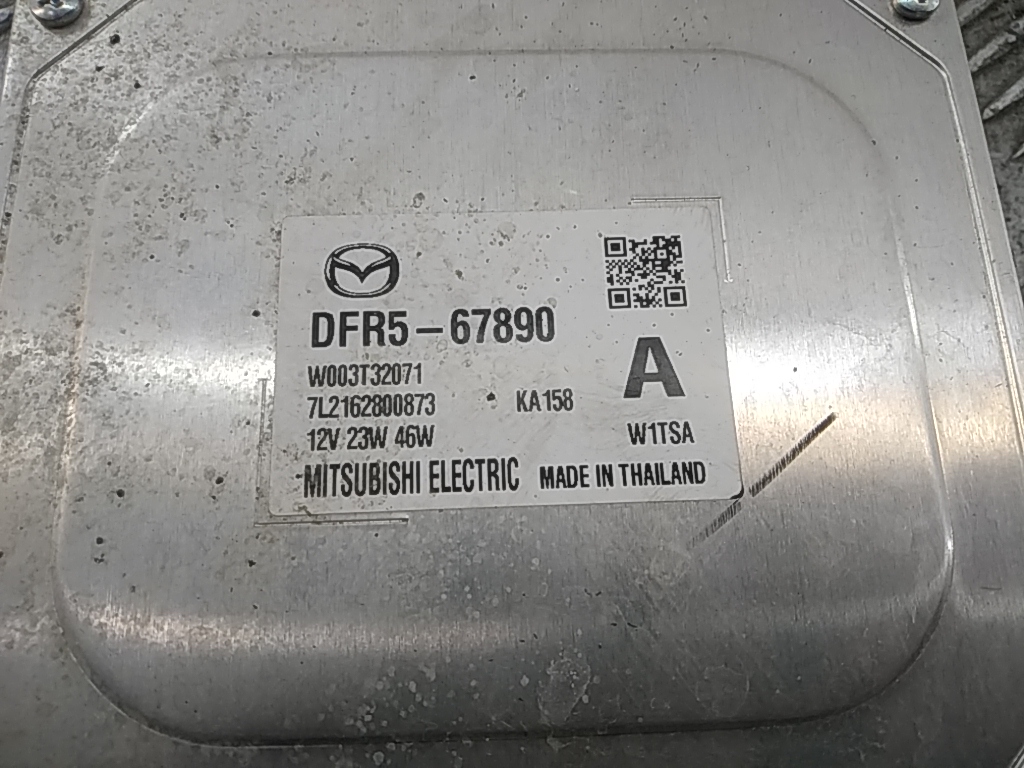 DFR5-67890
W003T32071
7L2162800873 KA158
A
12V 23W 46W W1TSA
MITSUBISHI ELECTRIC MADE IN THAILAND